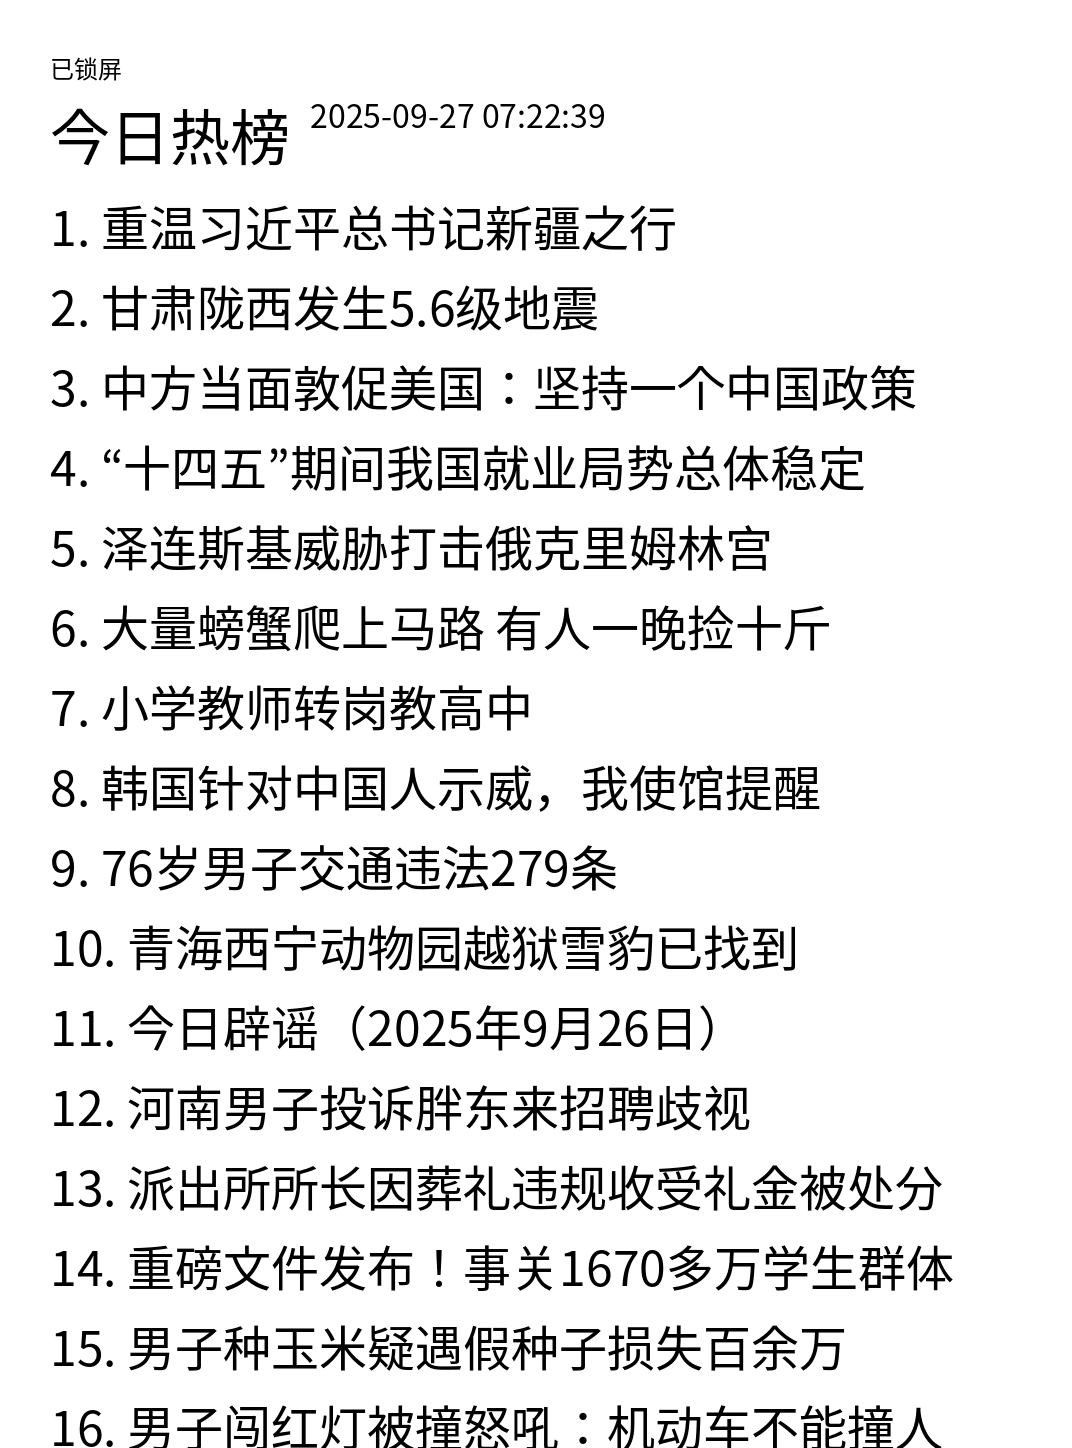 已锁屏
今日热榜 2025-09-27 07:22:39
1. 重温习近平总书记新疆之行
2. 甘肃陇西发生5.6级地震
3. 中方当面敦促美国：坚持一个中国政策
4. “十四五”期间我国就业局势总体稳定
5. 泽连斯基威胁打击俄克里姆林宫
6. 大量螃蟹爬上马路 有人一晚捡十斤
7. 小学教师转岗教高中
8. 韩国针对中国人示威，我使馆提醒
9. 76岁男子交通违法279条
10. 青海西宁动物园越狱雪豹已找到
11. 今日辟谣（2025年9月26日）
12. 河南男子投诉胖东来招聘歧视
13. 派出所所长因葬礼违规收受礼金被处分
14. 重磅文件发布！事关1670多万学生群体
15. 男子种玉米疑遇假种子损失百余万
16. 男子闯红灯被撞怒吼：机动车不能撞人